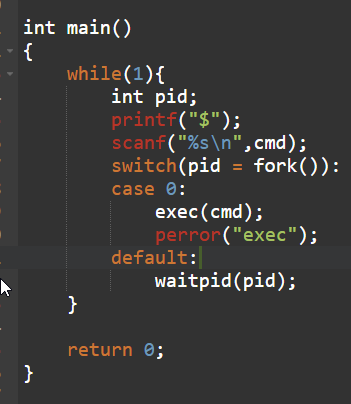 int main()
{
while(1){
int pid;
printf("$");
scanf("%s\n",cmd);
switch(pid = fork()):
case 0:
exec(cmd);
perror("exec");
default:
waitpid(pid);
}
return 0;
}